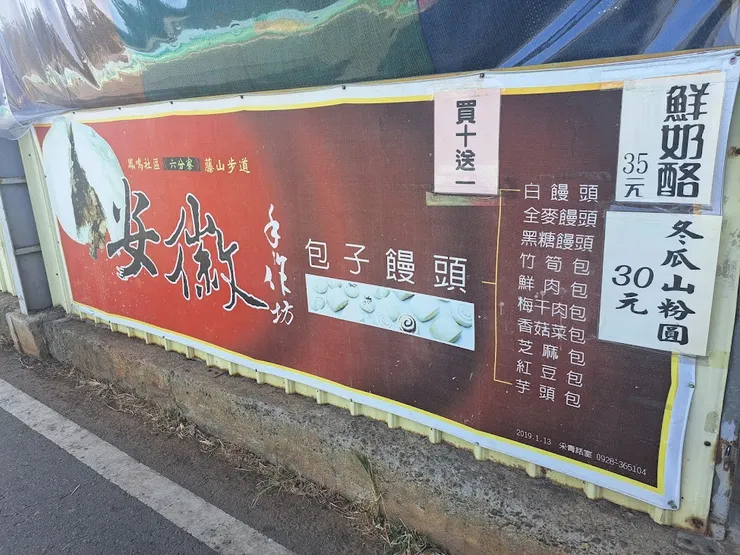 鳳鳴社區 六分寮 藤山步道
安徽
手作坊
包子饅頭
買十送一
白饅頭
全麥饅頭
黑糖饅頭
竹筍包
鮮肉包
梅干肉包
香菇菜包
芝麻包
紅豆包
芋頭包
鮮奶酪
35元
冬瓜山粉圓
30元
2019.1.13 采青話室 0928-365104